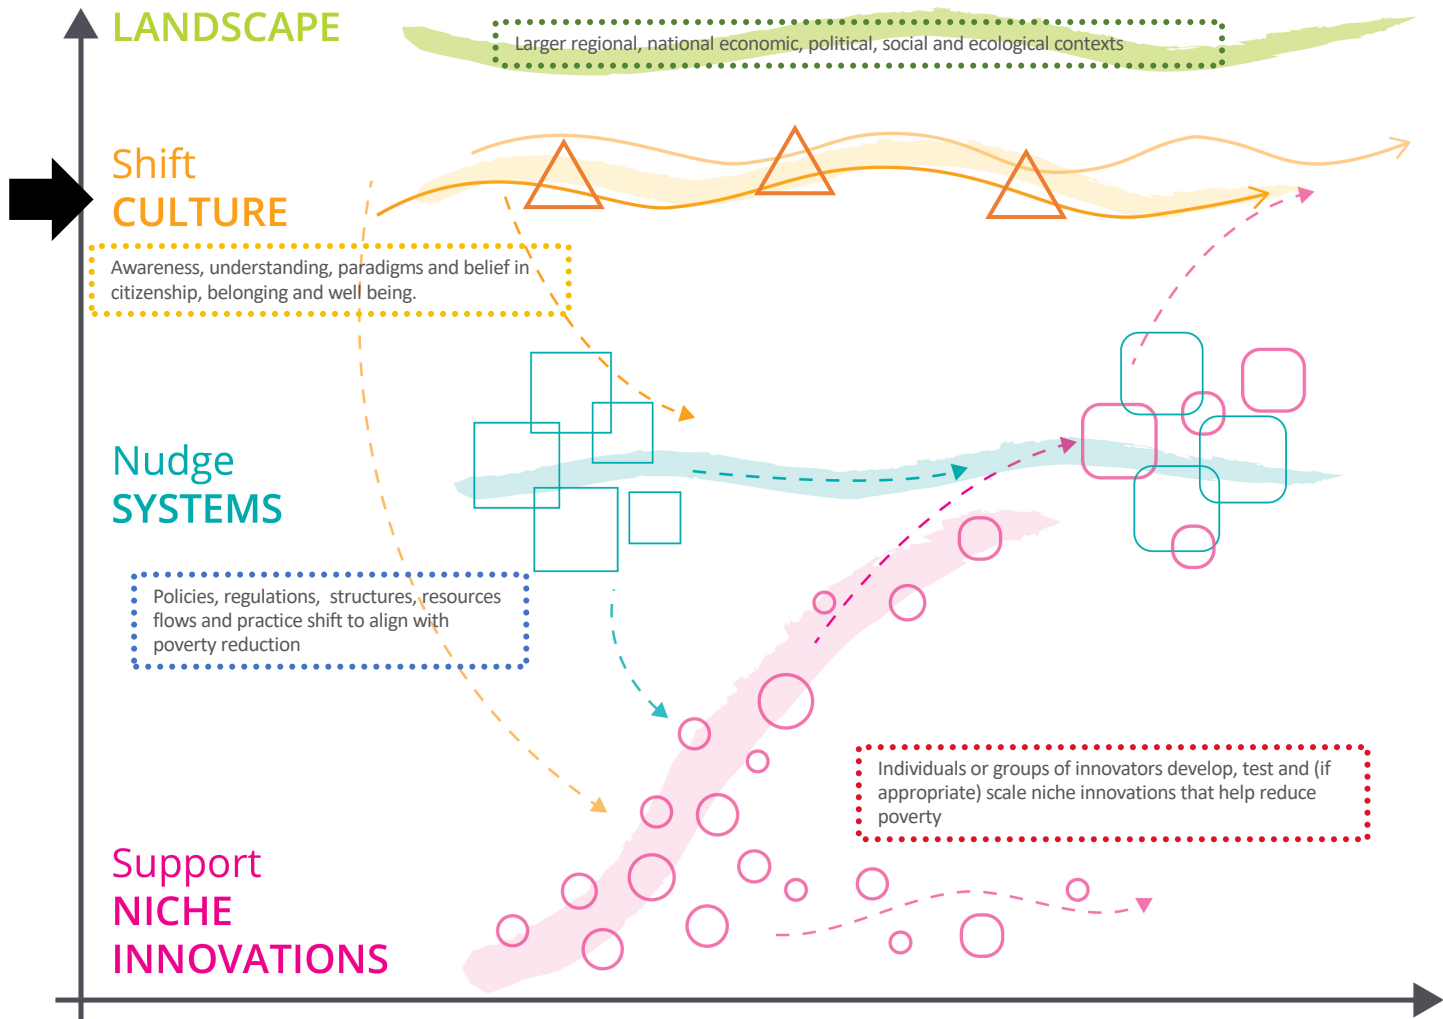 LANDSCAPE
Larger regional, national economic, political, social and ecological contexts
Shift
CULTURE
Awareness, understanding, paradigms and belief in
citizenship, belonging and well being.
Nudge
SYSTEMS
Policies, regulations, structures, resources
flows and practice shift to align with
poverty reduction
Individuals or groups of innovators develop, test and (if
appropriate) scale niche innovations that help reduce
poverty
Support
NICHE
INNOVATIONS